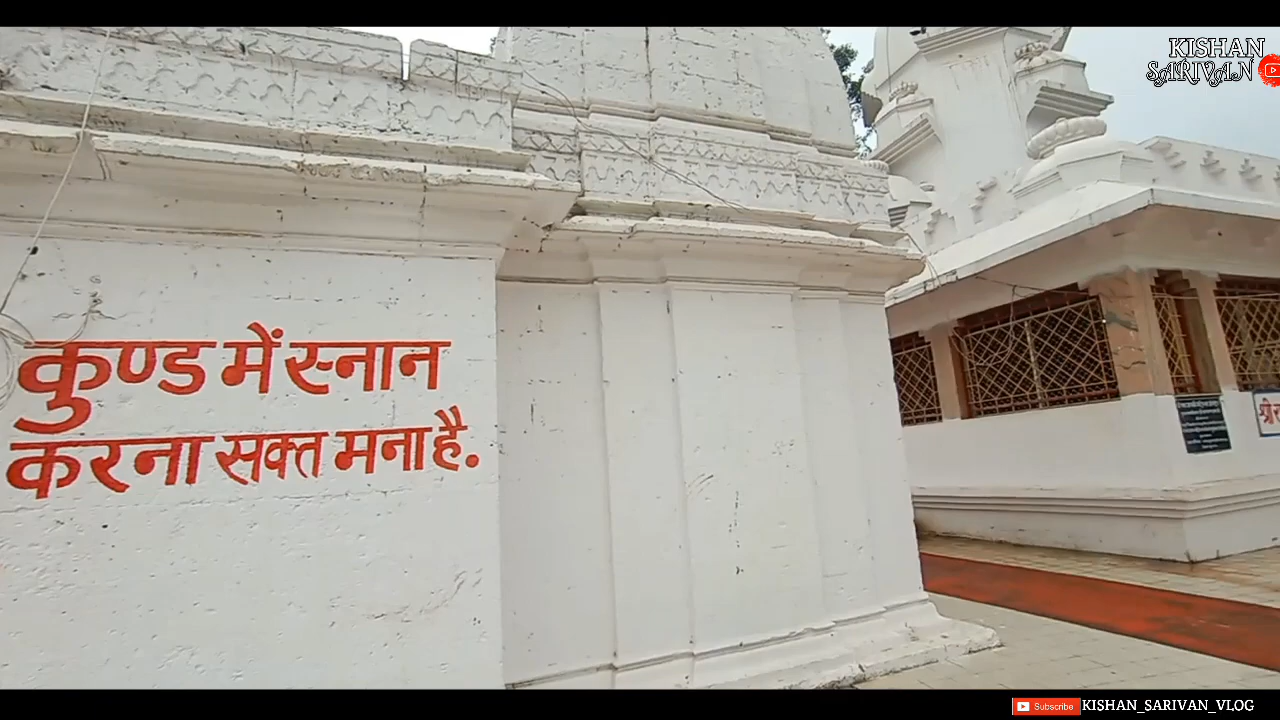 KISHAN
SARIVAN
कुण्ड में स्नान
करना सक्त मना है.
Subscribe KISHAN_SARIVAN_VLOG